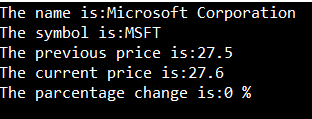 The name is:Microsoft Corporation
The symbol is:MSFT
The previous price is:27.5
The current price is:27.6
The parcentage change is:0 %